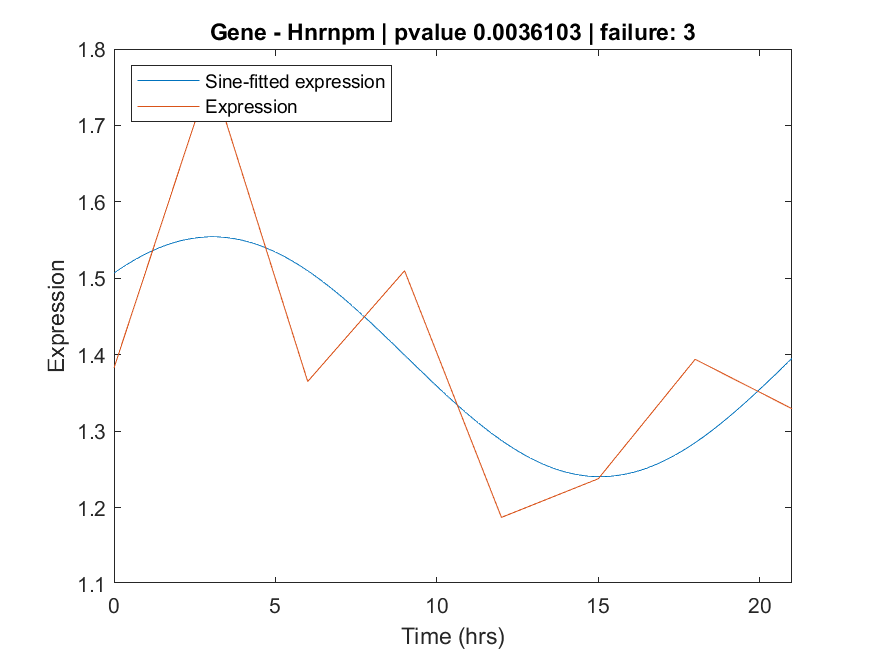 Gene - Hnrnpm | pvalue 0.0036103 | failure: 3
1.8
Sine-fitted expression
Expression
1.7
1.6
1.5
1.4
1.3
1.2
1.1
Expression
0
5
10
15
20
Time (hrs)